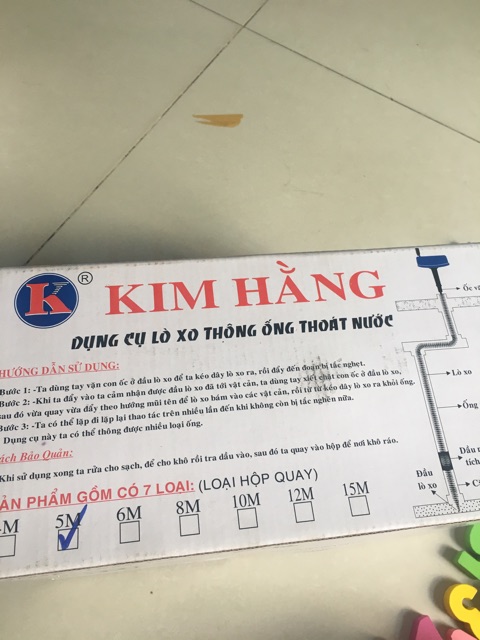 K ®
KIM HẰNG
DỤNG CỤ LÒ XO THÔNG ỐNG THOÁT NƯỚC
HƯỚNG DẪN SỬ DỤNG:
Bước 1: -Ta dùng tay vặn con ốc ở đầu lò xo để ta kéo dây lò xo ra, rồi đẩy đến đoạn bị tắc nghẹt.
Bước 2: -Khi ta đẩy vào ta cảm nhận được đầu lò xo đã tới vật cản, ta dùng tay xiết chặt con ốc ở đầu lò xo,
sau đó vừa quay vừa đẩy theo hướng mũi tên để lò xo bám vào các vật cản, rồi từ từ kéo dây lò xo ra khỏi ống.
Bước 3: -Ta có thể lập đi lập lại thao tác trên nhiều lần đến khi không còn bị tắc nghẽn nữa.
Dụng cụ này ta có thể thông được nhiều loại ống.
Cách Bảo Quản:
Khi sử dụng xong ta rửa cho sạch, để cho khô rồi tra dầu vào, sau đó ta quay vào hộp để nơi khô ráo.
SẢN PHẨM GỒM CÓ 7 LOẠI: (LOẠI HỘP QUAY)
M 5M 6M 8M 10M 12M 15M
Ốc
Lò xo
Ống
Đầu
tích
Đầu
lò xo